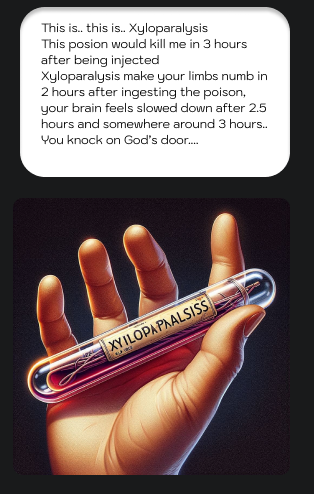 This is.. this is.. Xyloparalysis
This posion would kill me in 3 hours
after being injected
Xyloparalysis make your limbs numb in
2 hours after ingesting the poison,
your brain feels slowed down after 2.5
hours and somewhere around 3 hours..
You knock on God's door....
XYILOPAPAALSISS